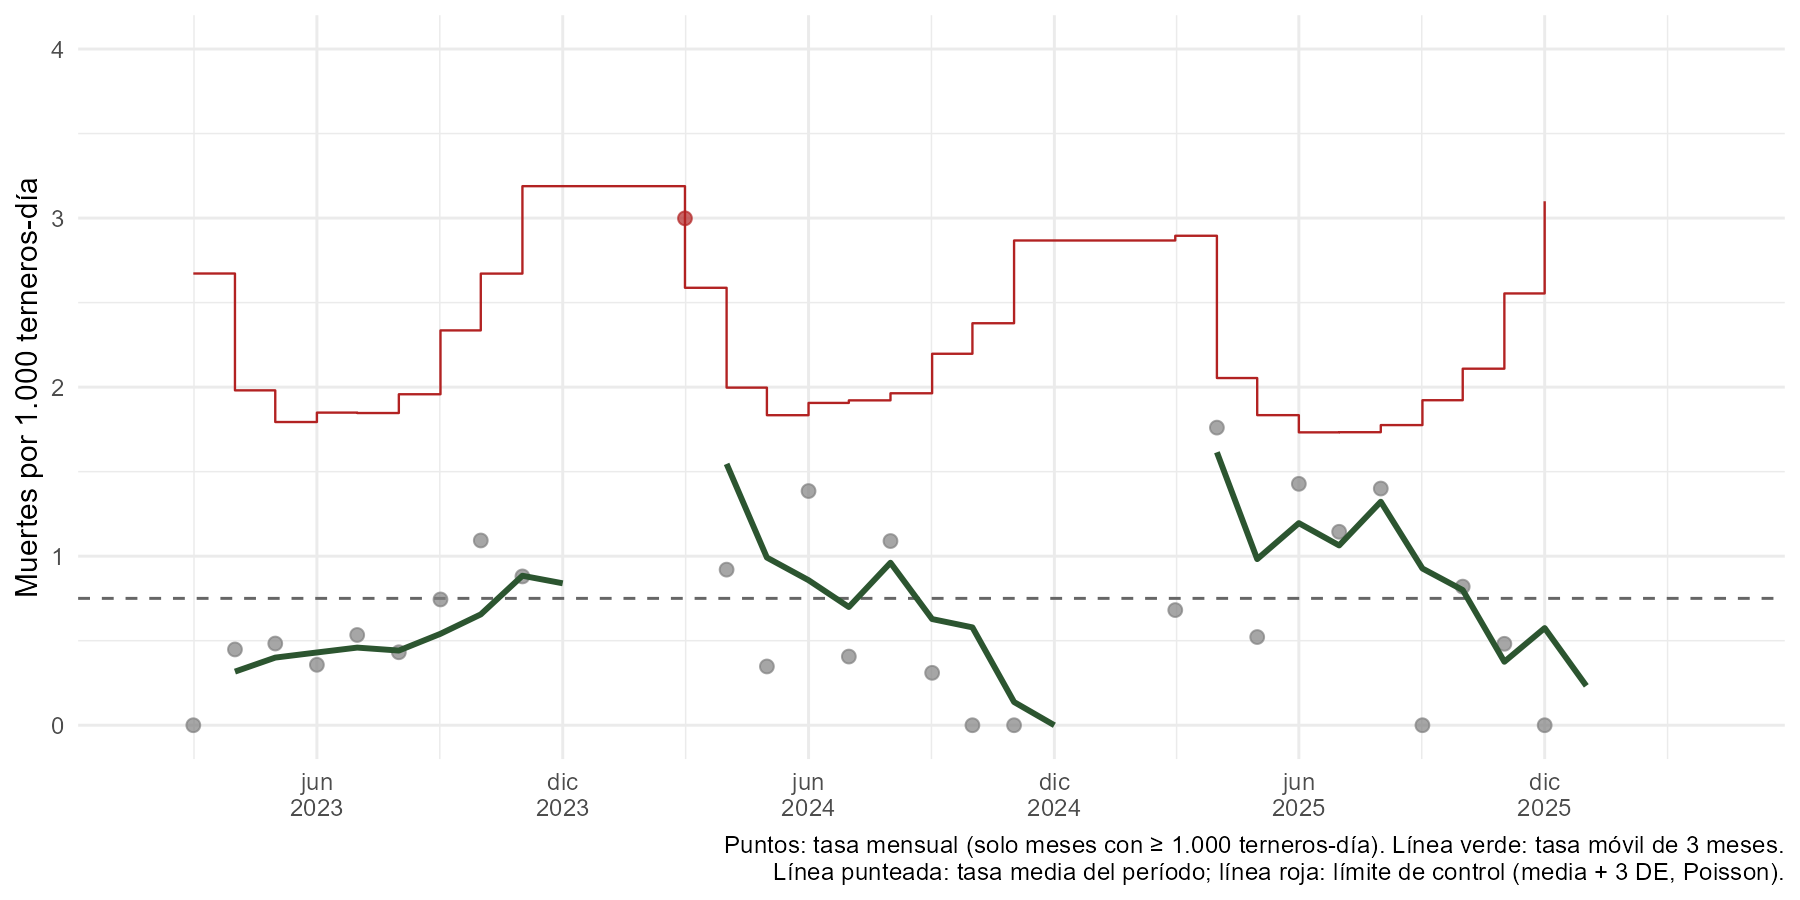 Muertes por 1.000 terneros-día
4
3
2
1
0
jun
2023
dic
2023
jun
2024
dic
2024
jun
2025
dic
2025
Puntos: tasa mensual (solo meses con ≥ 1.000 terneros-día). Línea verde: tasa móvil de 3 meses.
Línea punteada: tasa media del período; línea roja: límite de control (media + 3 DE, Poisson).